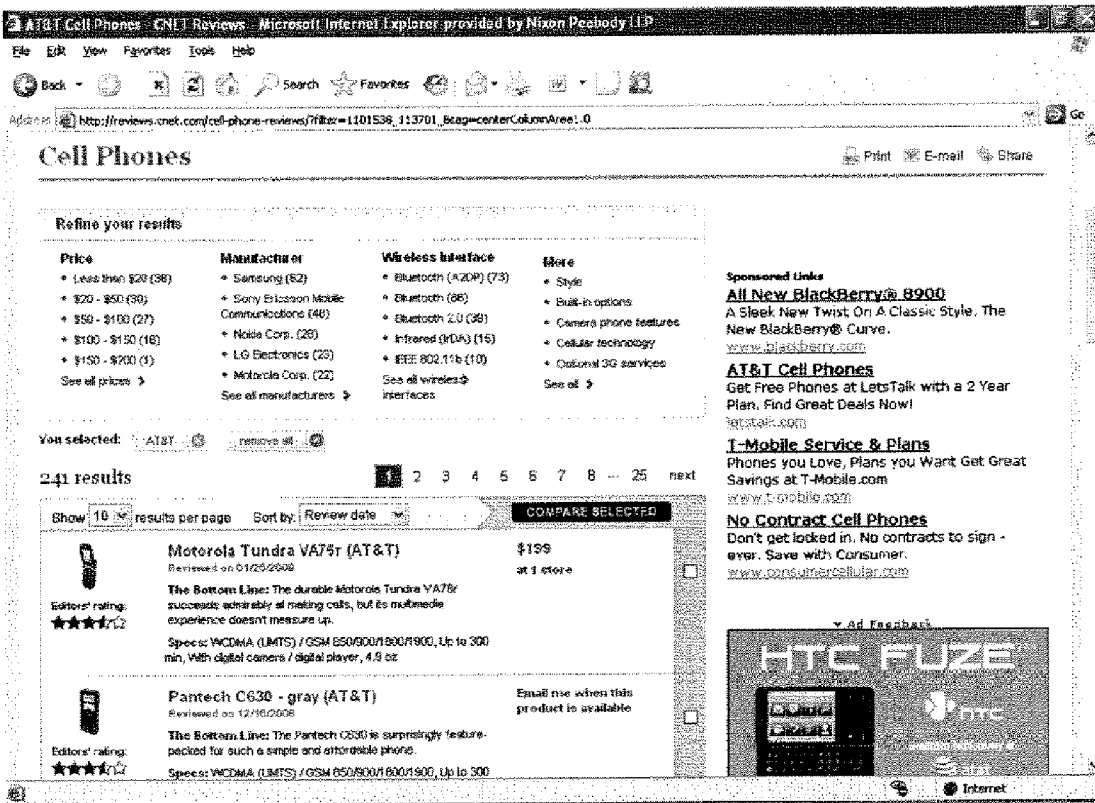 AT&T Cell Phones - CNET Reviews - Microsoft Internet Explorer provided by Nixon Peabody LLP
File Edit View Favorites Tools Help
Back Search Favorites
Address http://reviews.cnet.com/cell-phone-reviews/?filter=1101536_113701_&tag=centerColumnArea1.0 Go
Cell Phones
Print E-mail Share
Refine your results
Price
Less than $20 (38)
$20 - $50 (30)
$50 - $100 (27)
$100 - $150 (18)
$150 - $200 (1)
See all prices
Manufacturer
Samsung (62)
Sony Ericsson Mobile
Communications (46)
Nokia Corp. (28)
LG Electronics (23)
Motorola Corp. (22)
See all manufacturers
Wireless Interface
Bluetooth (A2DP) (73)
Bluetooth (66)
Bluetooth 2.0 (38)
Infrared (IrDA) (15)
IEEE 802.11b (10)
See all wireless
interfaces
More
Style
Built-in options
Camera phone features
Cellular technology
Optional 3G services
See all
You selected: AT&T remove all
241 results
1 2 3 4 5 6 7 8 ... 25 next
Show 10 results per page Sort by: Review date COMPARE SELECTED
Motorola Tundra VA76r (AT&T)
Reviewed on 01/26/2009
$199
at 1 store
The Bottom Line: The durable Motorola Tundra VA76r
succeeds admirably at making calls, but its multimedia
experience doesn't measure up.
Editors' rating:
Specs: WCDMA (UMTS) / GSM 850/900/1800/1900, Up to 300
min, With digital camera / digital player, 4.9 oz
Pantech C630 - gray (AT&T)
Reviewed on 12/16/2008
Email me when this
product is available
The Bottom Line: The Pantech C630 is surprisingly feature-
packed for such a simple and affordable phone.
Editors' rating:
Specs: WCDMA (UMTS) / GSM 850/900/1800/1900, Up to 300
Sponsored Links
All New BlackBerry® 8900
A Sleek New Twist On A Classic Style. The
New BlackBerry® Curve.
www.blackberry.com
AT&T Cell Phones
Get Free Phones at LetsTalk with a 2 Year
Plan. Find Great Deals Now!
letstalk.com
T-Mobile Service & Plans
Phones you Love, Plans you Want Get Great
Savings at T-Mobile.com
www.t-mobile.com
No Contract Cell Phones
Don't get locked in. No contracts to sign -
ever. Save with Consumer.
www.consumercellular.com
Ad Feedback
HTC FUZE
hTC
at&t
Internet